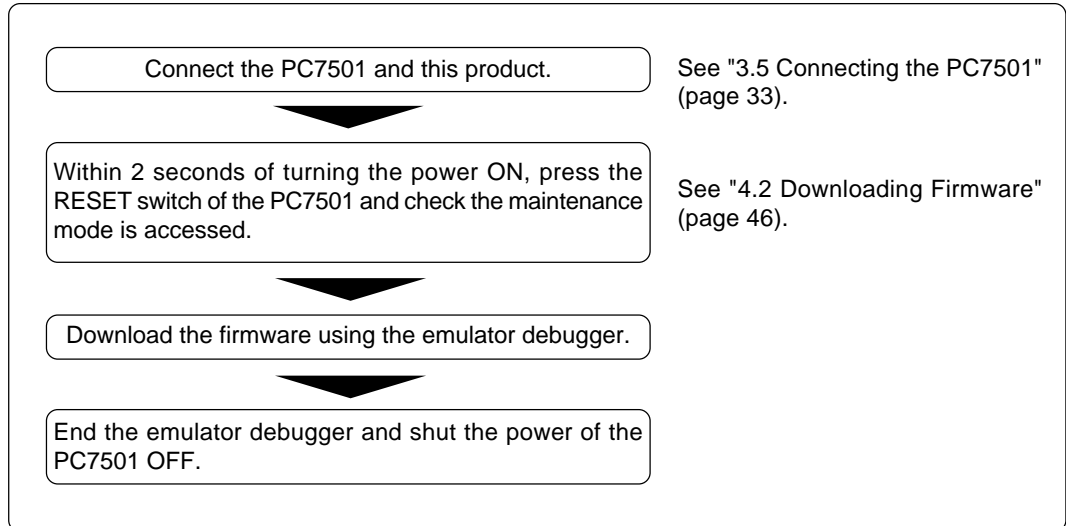 Connect the PC7501 and this product.
See "3.5 Connecting the PC7501"
(page 33).
Within 2 seconds of turning the power ON, press the
RESET switch of the PC7501 and check the maintenance
mode is accessed.
See "4.2 Downloading Firmware"
(page 46).
Download the firmware using the emulator debugger.
End the emulator debugger and shut the power of the
PC7501 OFF.